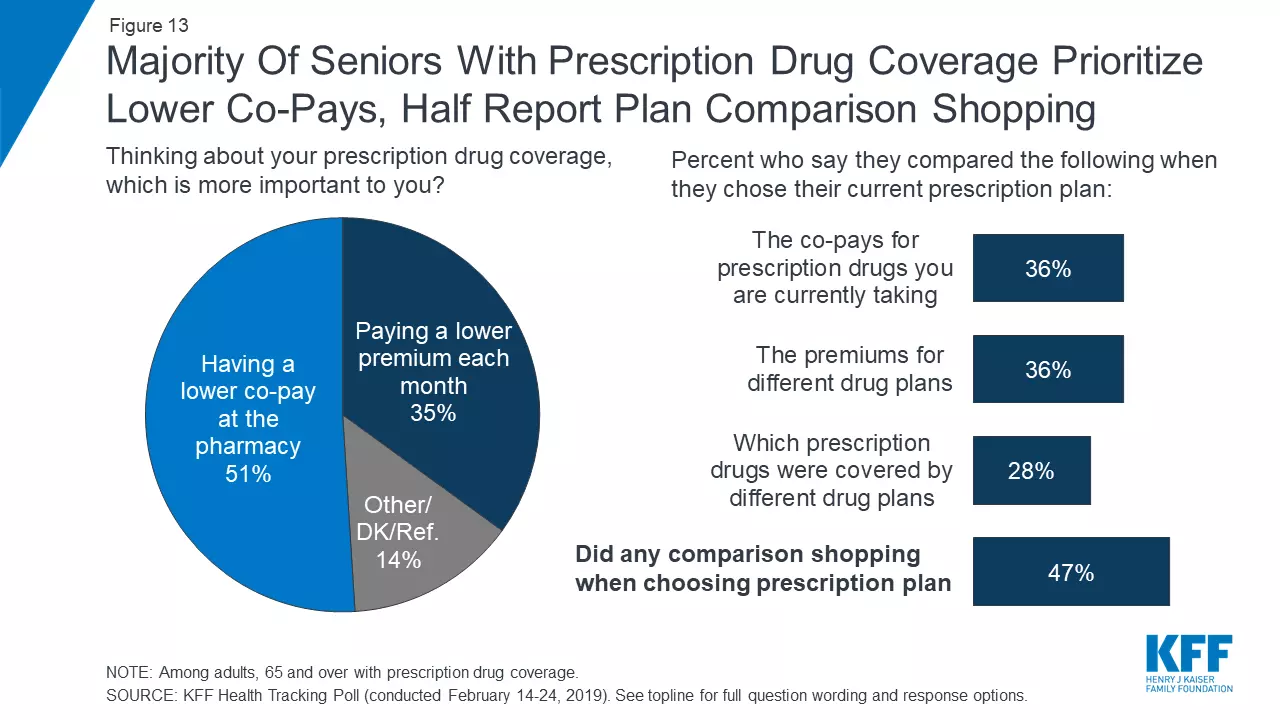 Figure 13
Majority Of Seniors With Prescription Drug Coverage Prioritize
Lower Co-Pays, Half Report Plan Comparison Shopping
Thinking about your prescription drug coverage,
which is more important to you?
Having a
lower co-pay
at the
pharmacy
51%
Paying a lower
premium each
month
35%
Other/
DK/Ref.
14%
Percent who say they compared the following when
they chose their current prescription plan:
The co-pays for
prescription drugs you
are currently taking
36%
The premiums for
different drug plans
36%
Which prescription
drugs were covered by
different drug plans
28%
Did any comparison shopping
when choosing prescription plan
47%
NOTE: Among adults, 65 and over with prescription drug coverage.
SOURCE: KFF Health Tracking Poll (conducted February 14-24, 2019). See topline for full question wording and response options.
KFF
HENRY J KAISER
FAMILY FOUNDATION